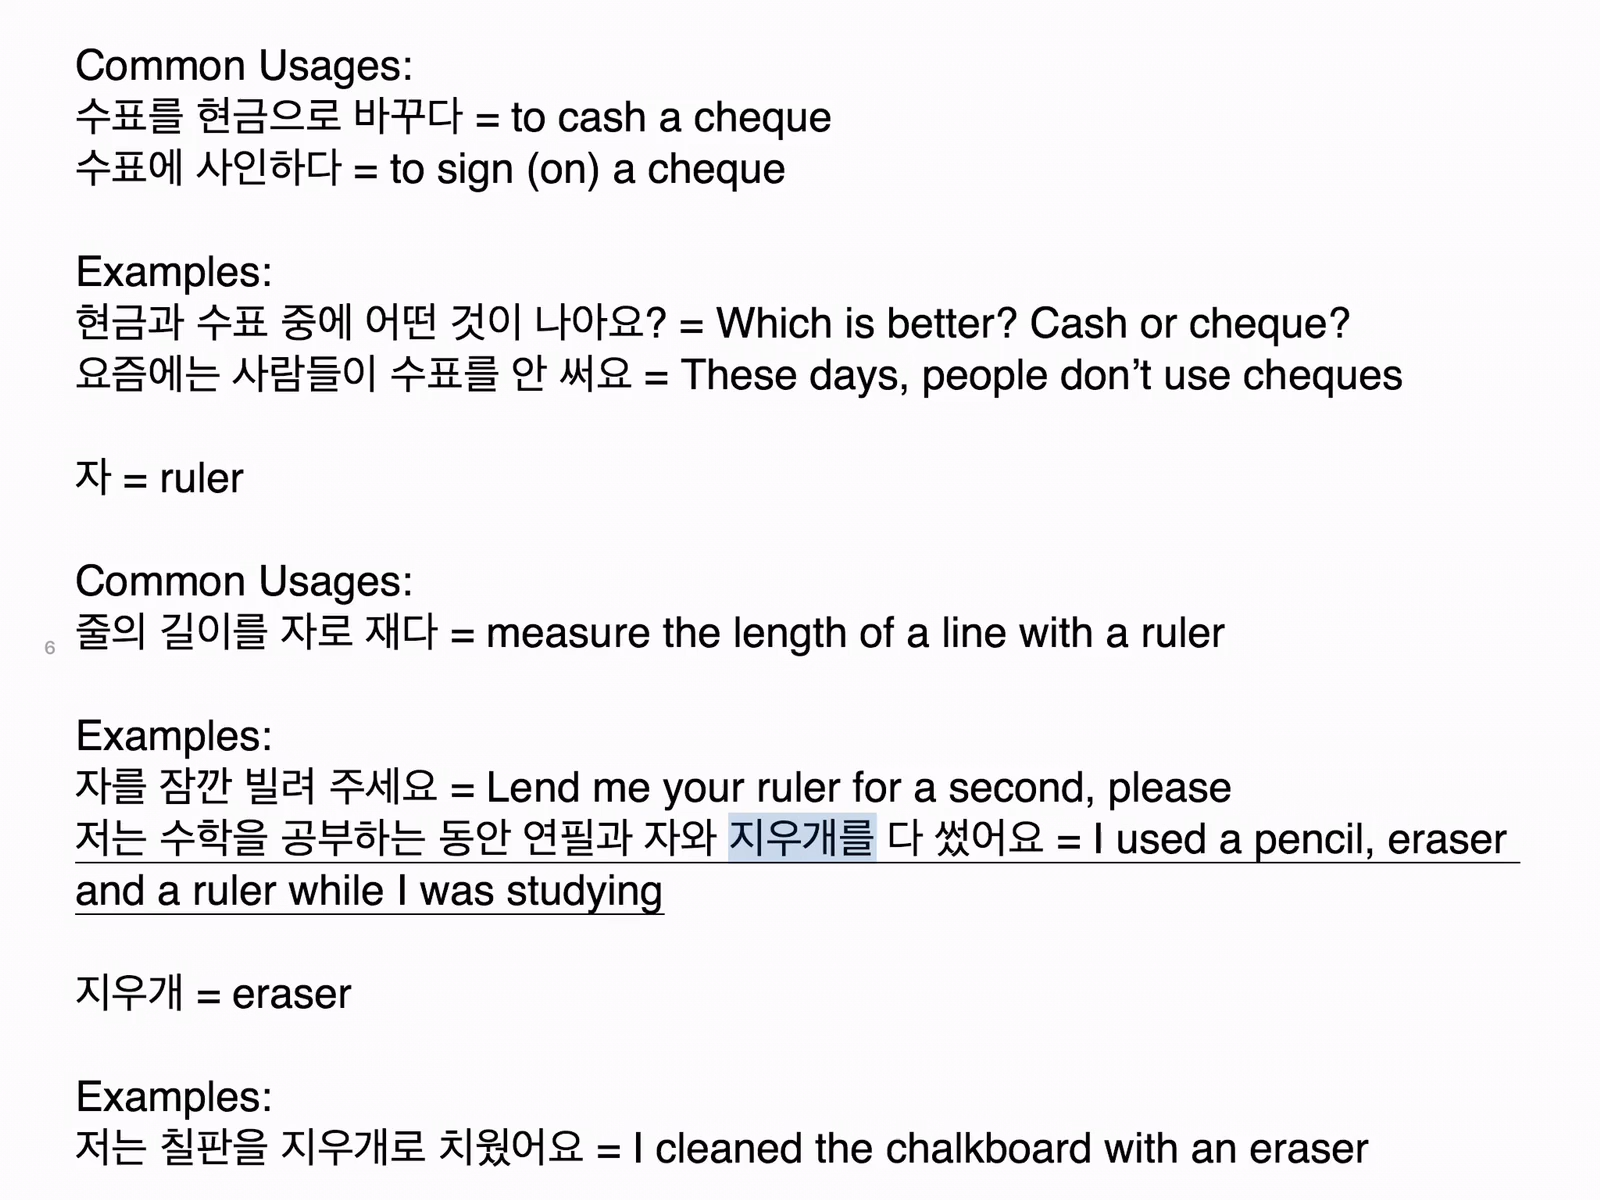 Common Usages:
수표를 현금으로 바꾸다 = to cash a cheque
수표에 사인하다 = to sign (on) a cheque
Examples:
현금과 수표 중에 어떤 것이 나아요? = Which is better? Cash or cheque?
요즘에는 사람들이 수표를 안 써요 = These days, people don’t use cheques
자 = ruler
Common Usages:
6 줄의 길이를 자로 재다 = measure the length of a line with a ruler
Examples:
자를 잠깐 빌려 주세요 = Lend me your ruler for a second, please
저는 수학을 공부하는 동안 연필과 자와 지우개를 다 썼어요 = I used a pencil, eraser
and a ruler while I was studying
지우개 = eraser
Examples:
저는 칠판을 지우개로 치웠어요 = I cleaned the chalkboard with an eraser